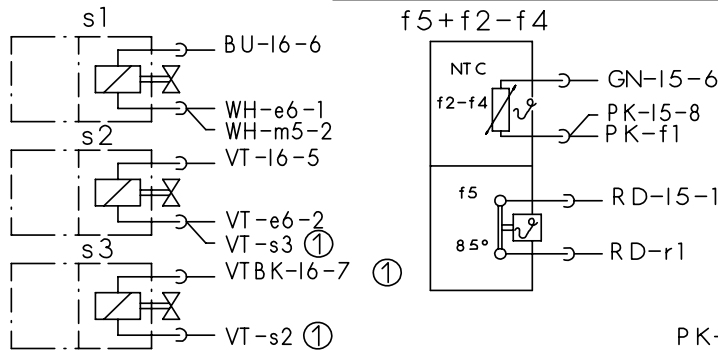 s1
BU-16-6
WH-e6-1
WH-m5-2
s2
VT-16-5
VT-e6-2
VT-s3 ①
s3
VTBK-16-7 ①
VT-s2 ①
f5+f2-f4
NTC
f2-f4
GN-15-6
PK-15-8
PK-f1
f5
85°
RD-15-1
RD-r1
PK-